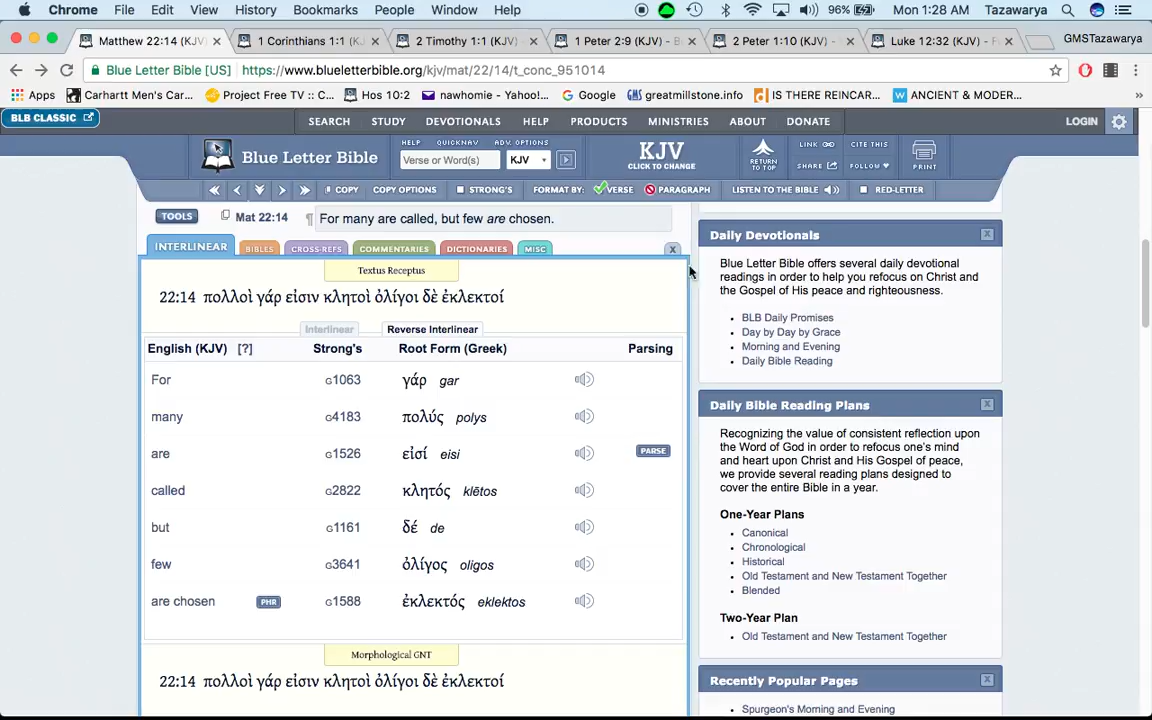 Chrome File Edit View History Bookmarks People Window Help 96% Mon 1:28 AM Tazawarya
Matthew 22:14 (KJV) 1 Corinthians 1:1 (KJV) - 2 Timothy 1:1 (KJV) - 1 Peter 2:9 (KJV) - B 2 Peter 1:10 (KJV) - Luke 12:32 (KJV) - GMSTazawarya
Blue Letter Bible [US] https://www.blueletterbible.org/kjv/mat/22/14/t_conc_951014
Apps Carhartt Men's Car... Project Free TV :: C... Hos 10:2 nawhomie - Yahoo!... Google greatmillstone.info IS THERE REINCAR... ANCIENT & MODER... »
BLB CLASSIC SEARCH STUDY DEVOTIONALS HELP PRODUCTS MINISTRIES ABOUT DONATE LOGIN
Blue Letter Bible
HELP QUICKNAV ADV. OPTIONS
Verse or Word(s) KJV
KJV
CLICK TO CHANGE
RETURN
TO TOP
LINK CITE THIS
SHARE FOLLOW
PRINT
COPY COPY OPTIONS STRONG'S FORMAT BY: VERSE PARAGRAPH LISTEN TO THE BIBLE RED-LETTER
TOOLS Mat 22:14 ¶ For many are called, but few are chosen.
INTERLINEAR BIBLES CROSS-REFS COMMENTARIES DICTIONARIES MISC X
Textus Receptus
22:14 πολλοὶ γάρ εἰσιν κλητοὶ ὀλίγοι δὲ ἐκλεκτοί
Interlinear Reverse Interlinear
English (KJV) [?] Strong's Root Form (Greek) Parsing
For G1063 γάρ gar
many G4183 πολύς polys
are G1526 εἰσί eisi PARSE
called G2822 κλητός klētos
but G1161 δέ de
few G3641 ὀλίγος oligos
are chosen PHR G1588 ἐκλεκτός eklektos
Morphological GNT
22:14 πολλοὶ γάρ εἰσιν κλητοὶ ὀλίγοι δὲ ἐκλεκτοί
Daily Devotionals X
Blue Letter Bible offers several daily devotional
readings in order to help you refocus on Christ and
the Gospel of His peace and righteousness.
BLB Daily Promises
Day by Day by Grace
Morning and Evening
Daily Bible Reading
Daily Bible Reading Plans X
Recognizing the value of consistent reflection upon
the Word of God in order to refocus one's mind
and heart upon Christ and His Gospel of peace,
we provide several reading plans designed to
cover the entire Bible in a year.
One-Year Plans
Canonical
Chronological
Historical
Old Testament and New Testament Together
Blended
Two-Year Plan
Old Testament and New Testament Together
Recently Popular Pages X
Spurgeon's Morning and Evening